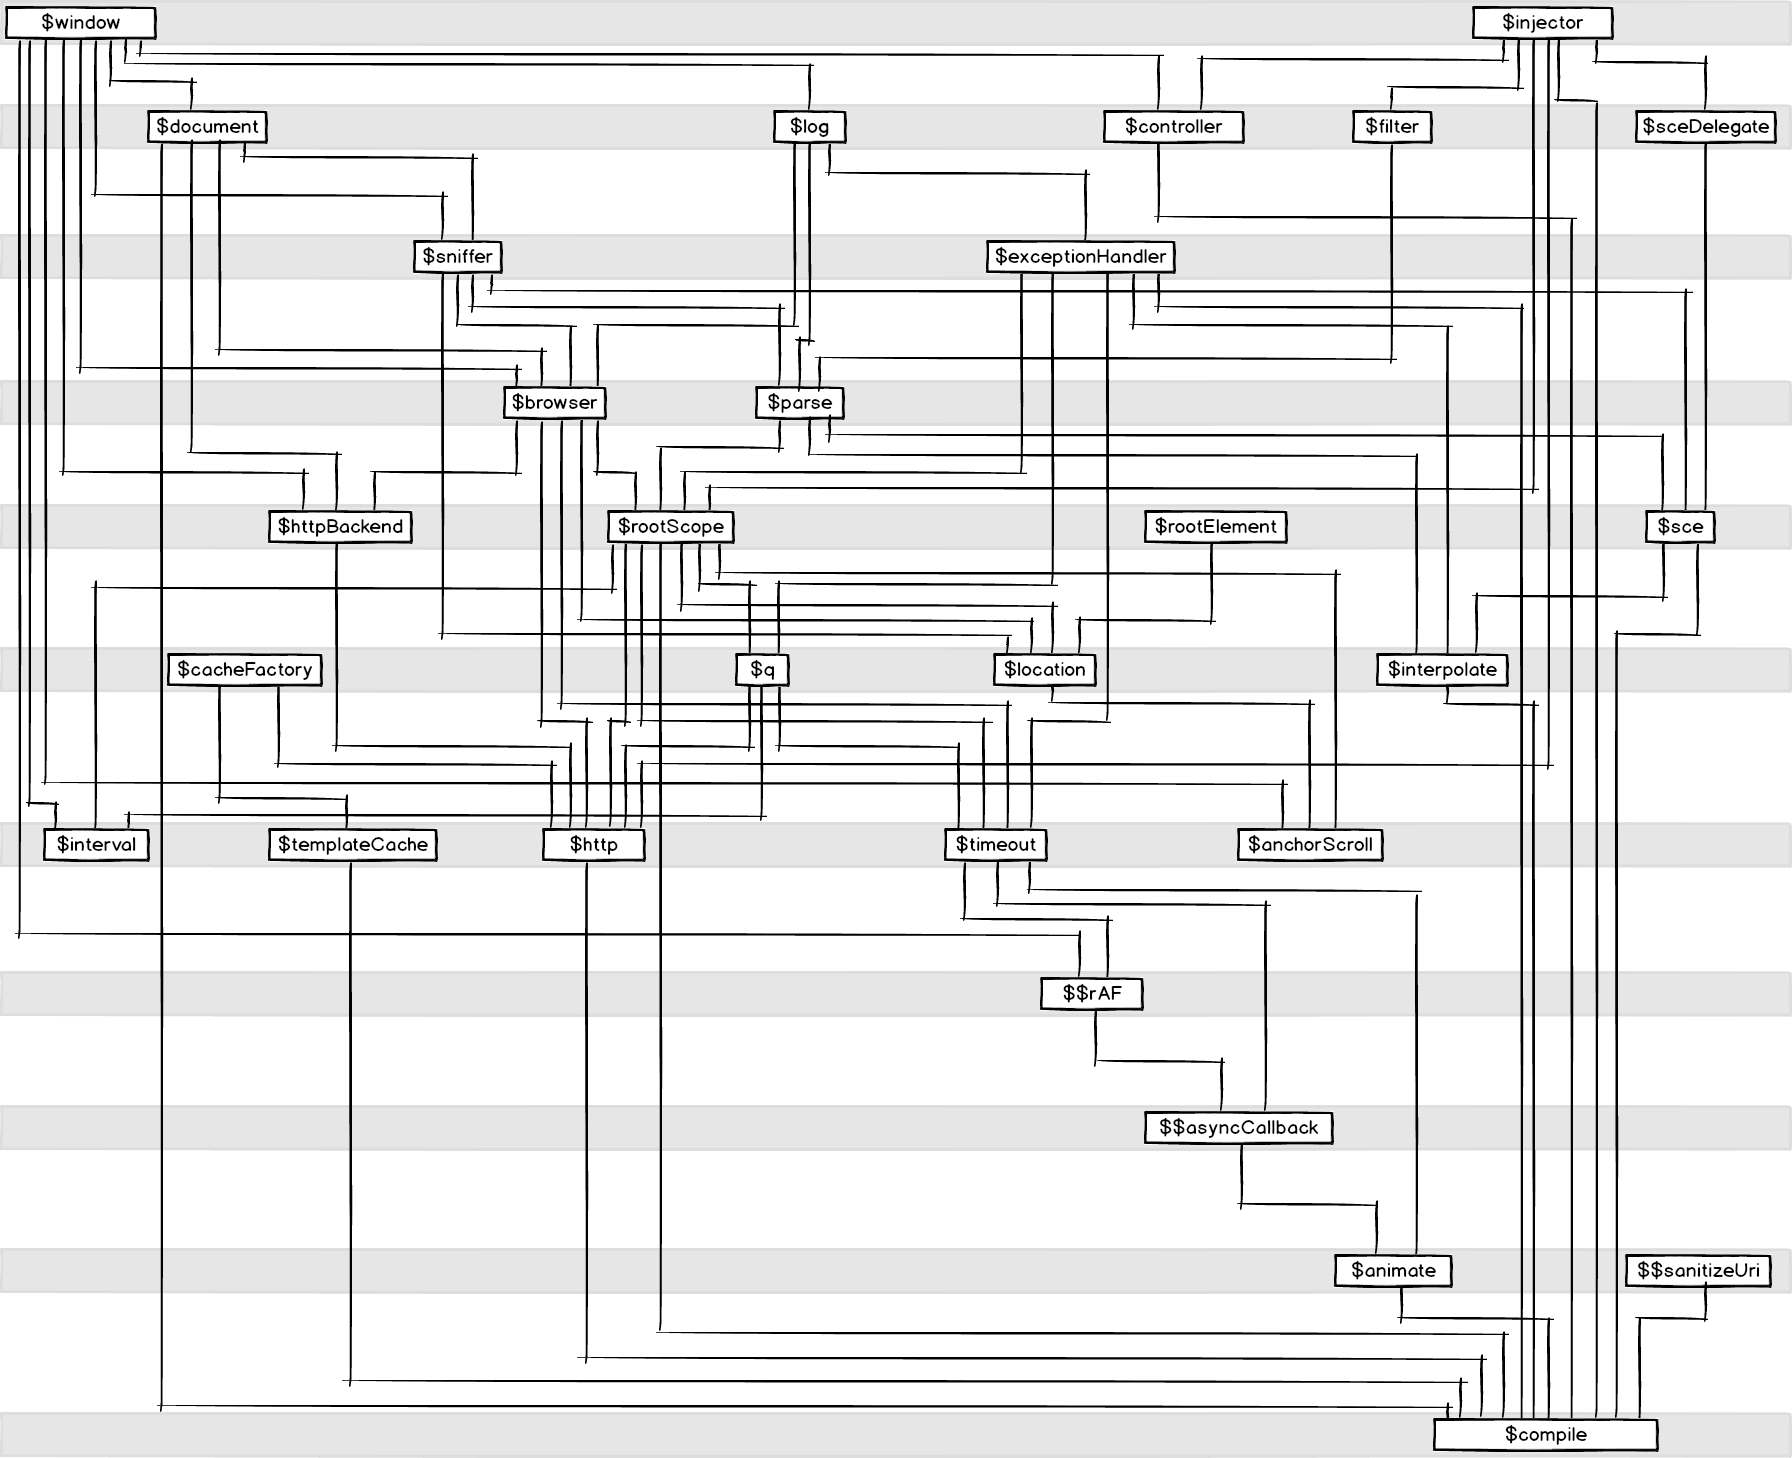 $window
$injector
$document
$log
$controller
$filter
$sceDelegate
$sniffer
$exceptionHandler
$browser
$parse
$httpBackend
$rootScope
$rootElement
$sce
$cacheFactory
$q
$location
$interpolate
$interval
$templateCache
$http
$timeout
$anchorScroll
$$rAF
$$asyncCallback
$animate
$$sanitizeUri
$compile